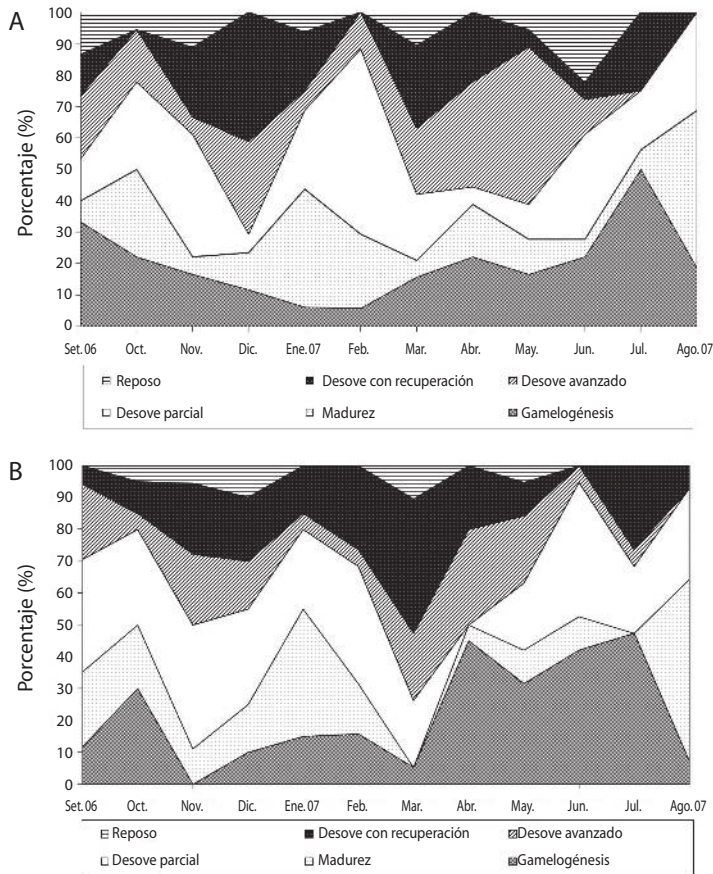 A
Porcentaje (%)
100
90
80
70
60
50
40
30
20
10
0
Set. 06 Oct. Nov. Dic. Ene. 07 Feb. Mar. Abr. May. Jun. Jul. Ago. 07
Reposo Desove con recuperación Desove avanzado
Desove parcial Madurez Gamelogénesis
B
Porcentaje (%)
100
90
80
70
60
50
40
30
20
10
0
Set. 06 Oct. Nov. Dic. Ene. 07 Feb. Mar. Abr. May. Jun. Jul. Ago. 07
Reposo Desove con recuperación Desove avanzado
Desove parcial Madurez Gamelogénesis